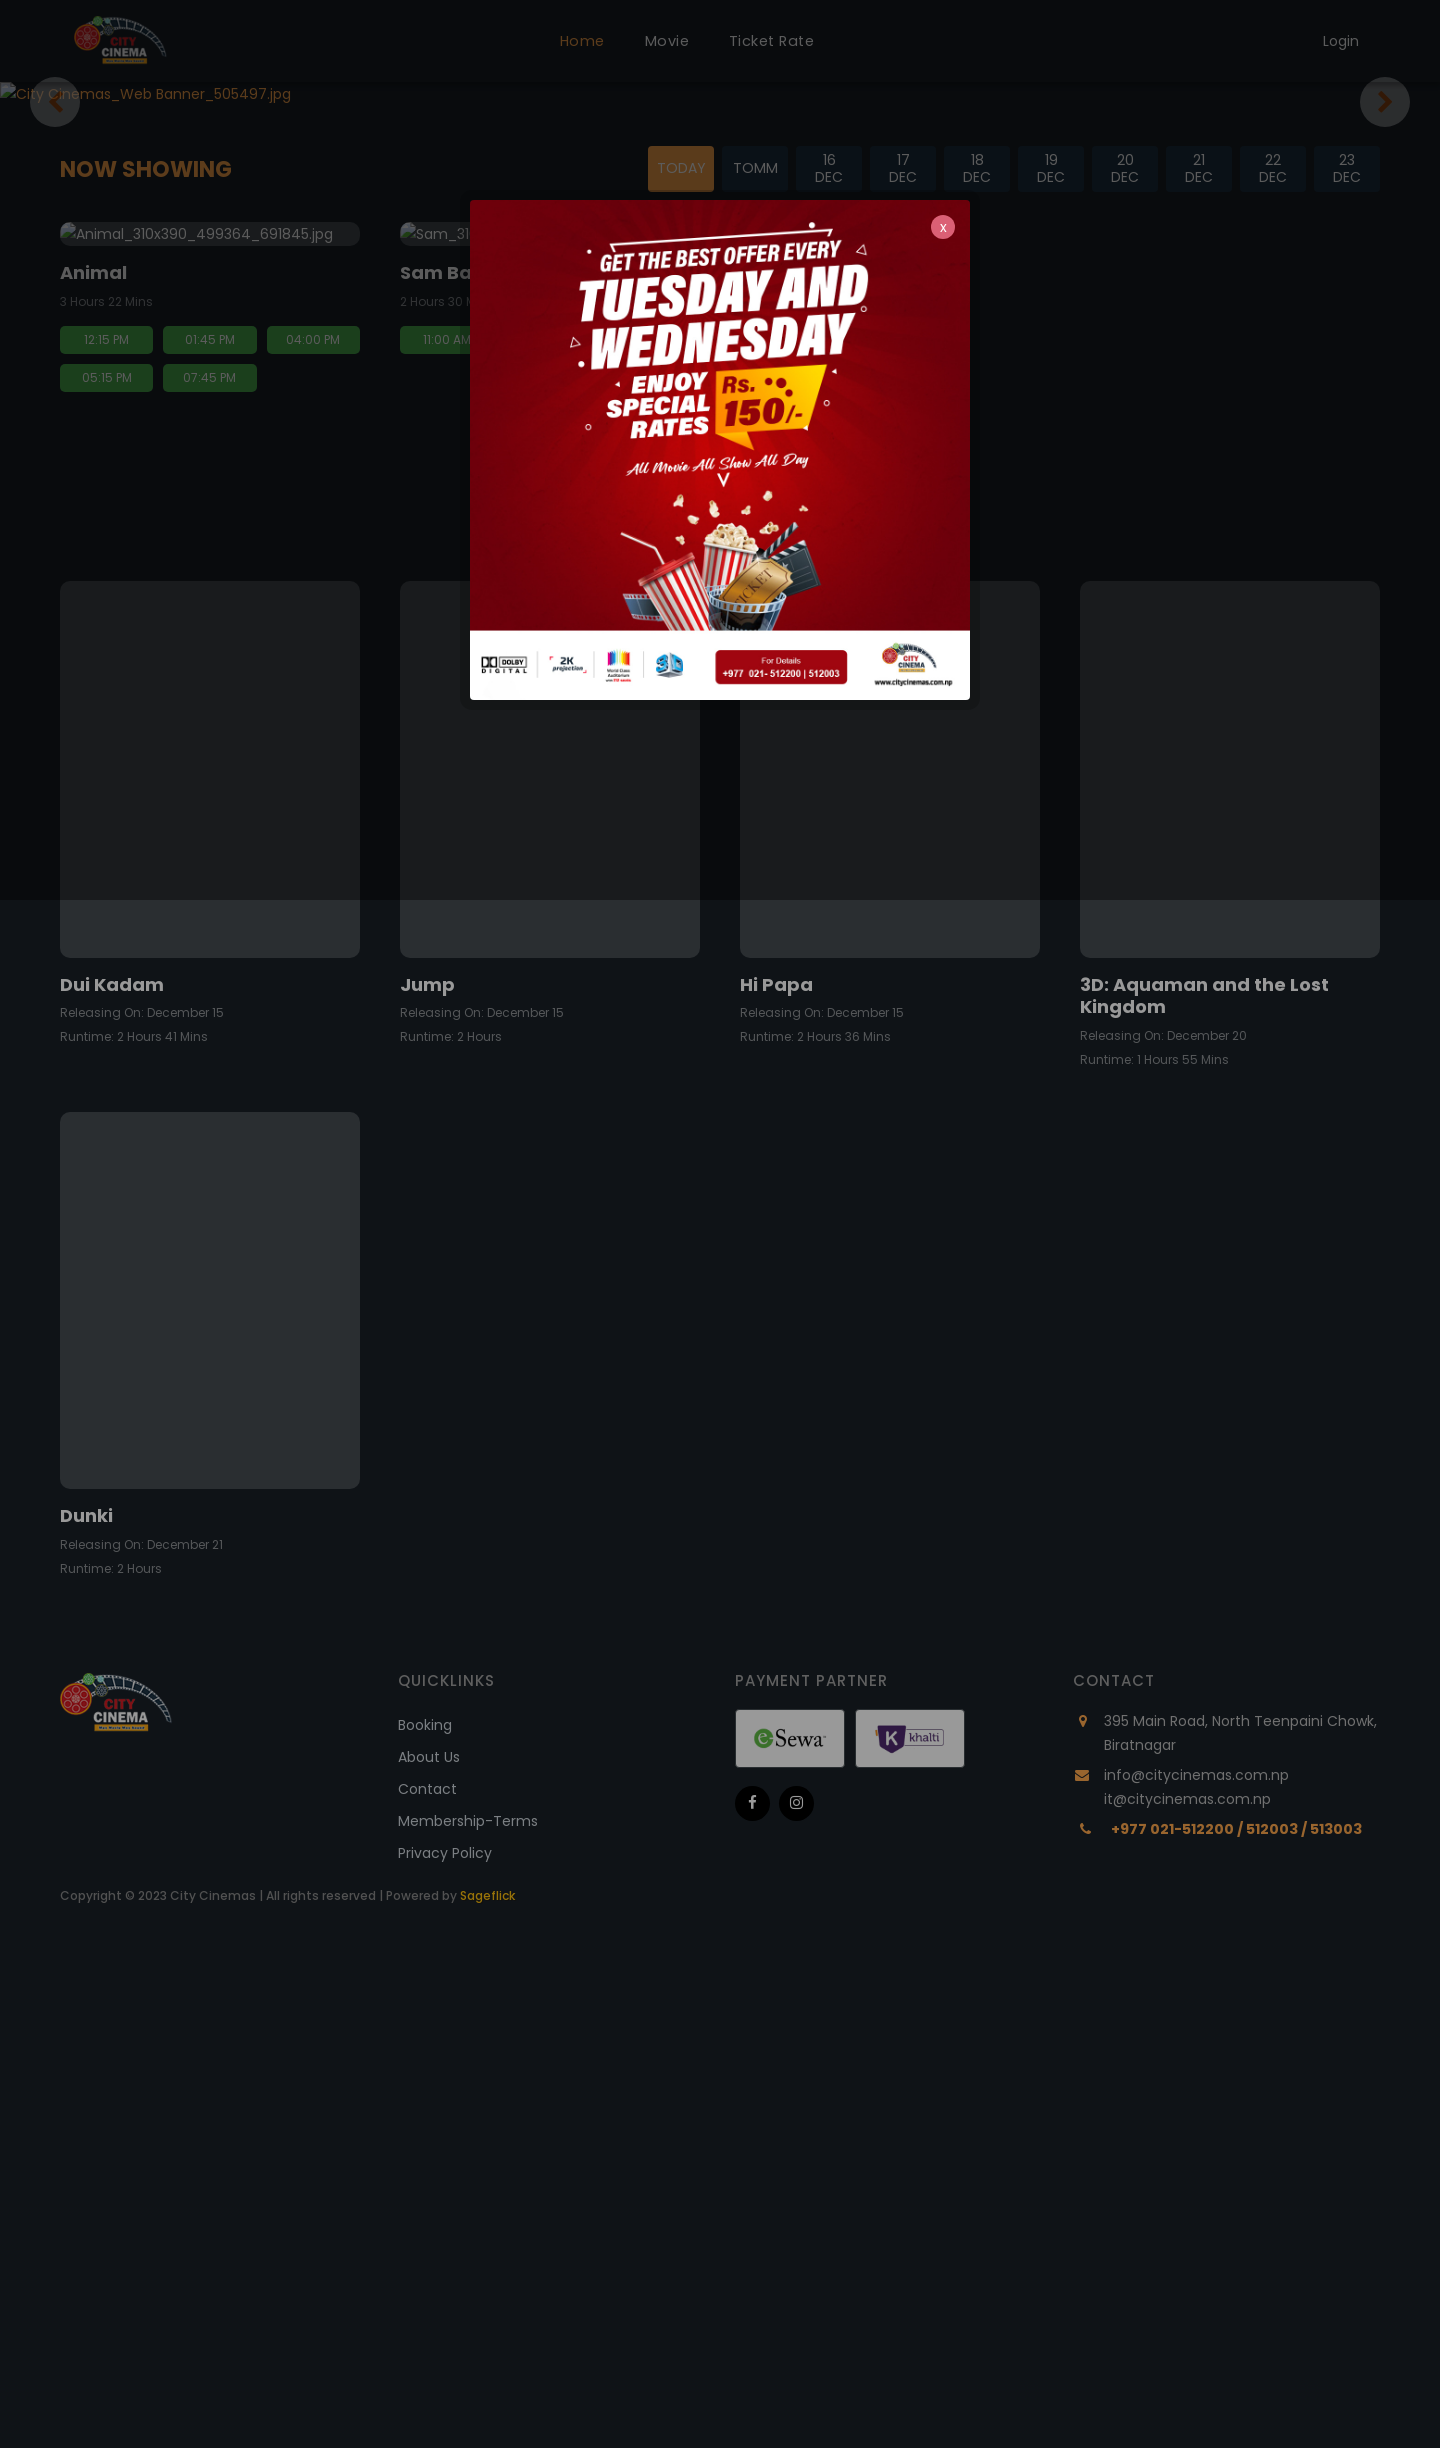 CITY
CINEMA
Home
Movie
Ticket Rate
Login
City Cinemas_Web Banner_505497.jpg
NOW SHOWING
TODAY
TOMM
16
DEC
17
DEC
18
DEC
19
DEC
20
DEC
21
DEC
22
DEC
23
DEC
Animal_310x390_499364_691845.jpg
Animal
3 Hours 22 Mins
12:15 PM
01:45 PM
04:00 PM
05:15 PM
07:45 PM
Sam_31
Sam Ba
2 Hours 30 M
11:00 AM
x
GET THE BEST OFFER EVERY
TUESDAY AND
WEDNESDAY
ENJOY
SPECIAL
RATES
Rs.
150/-
All Movie All Show All Day
TICKET
DOLBY
DIGITAL
2K
projection
World Class
Auditorium
3D
For Details
+977 021- 512200 | 512003
CITY
CINEMA
www.citycinemas.com.np
Dui Kadam
Releasing On: December 15
Runtime: 2 Hours 41 Mins
Jump
Releasing On: December 15
Runtime: 2 Hours
Hi Papa
Releasing On: December 15
Runtime: 2 Hours 36 Mins
3D: Aquaman and the Lost
Kingdom
Releasing On: December 20
Runtime: 1 Hours 55 Mins
Dunki
Releasing On: December 21
Runtime: 2 Hours
CITY
CINEMA
QUICKLINKS
Booking
About Us
Contact
Membership-Terms
Privacy Policy
PAYMENT PARTNER
eSewa
K khalti
CONTACT
395 Main Road, North Teenpaini Chowk,
Biratnagar
info@citycinemas.com.np
it@citycinemas.com.np
+977 021-512200 / 512003 / 513003
Copyright © 2023 City Cinemas | All rights reserved | Powered by Sageflick